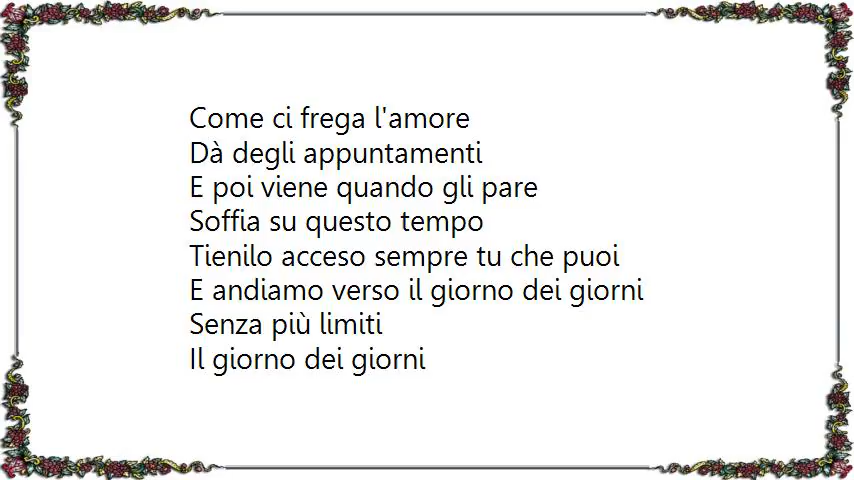 Come ci frega l'amore
Dà degli appuntamenti
E poi viene quando gli pare
Soffia su questo tempo
Tienilo acceso sempre tu che puoi
E andiamo verso il giorno dei giorni
Senza più limiti
Il giorno dei giorni